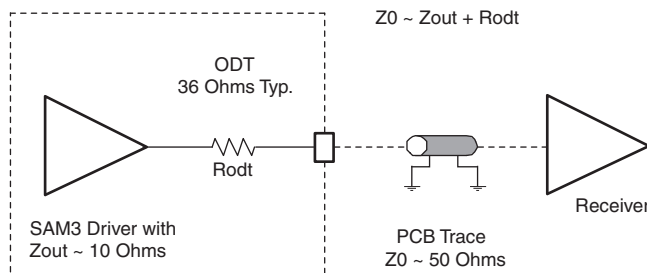 Z0 ~ Zout + Rodt
ODT
36 Ohms Typ.
Rodt
Receiver
SAM3 Driver with
Zout ~ 10 Ohms
PCB Trace
Z0 ~ 50 Ohms